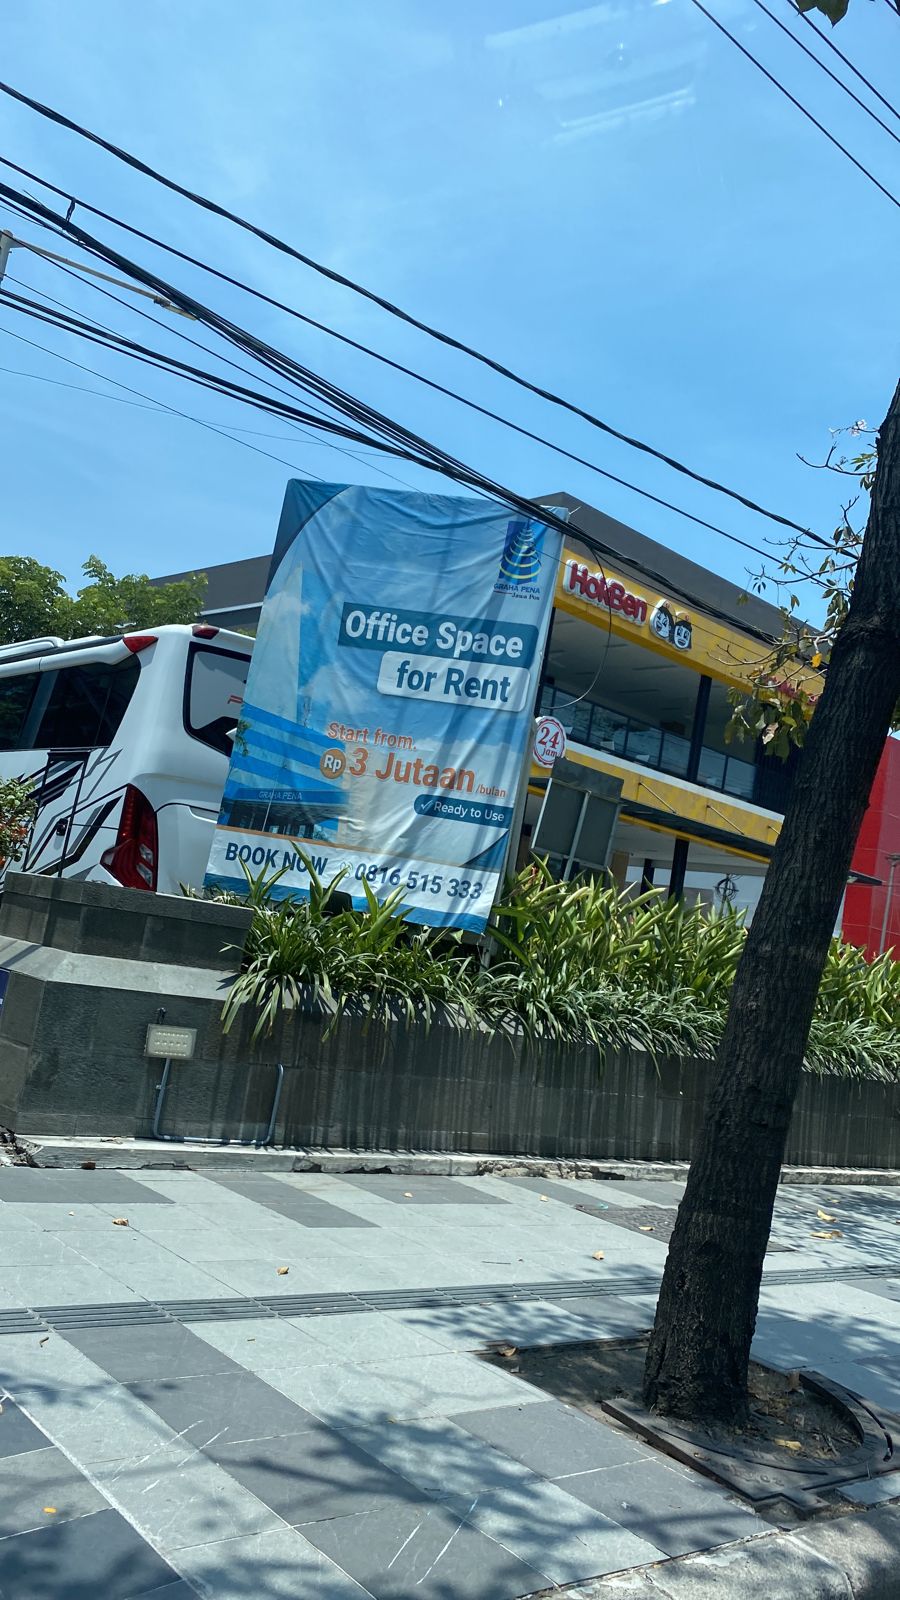 GRAHA PENA
Jawa Pos
Office Space
for Rent
Start from.
Rp 3 Jutaan/bulan
✓ Ready to Use
GRAHA PENA
BOOK NOW 0816 515 333
HokBen
24
jam